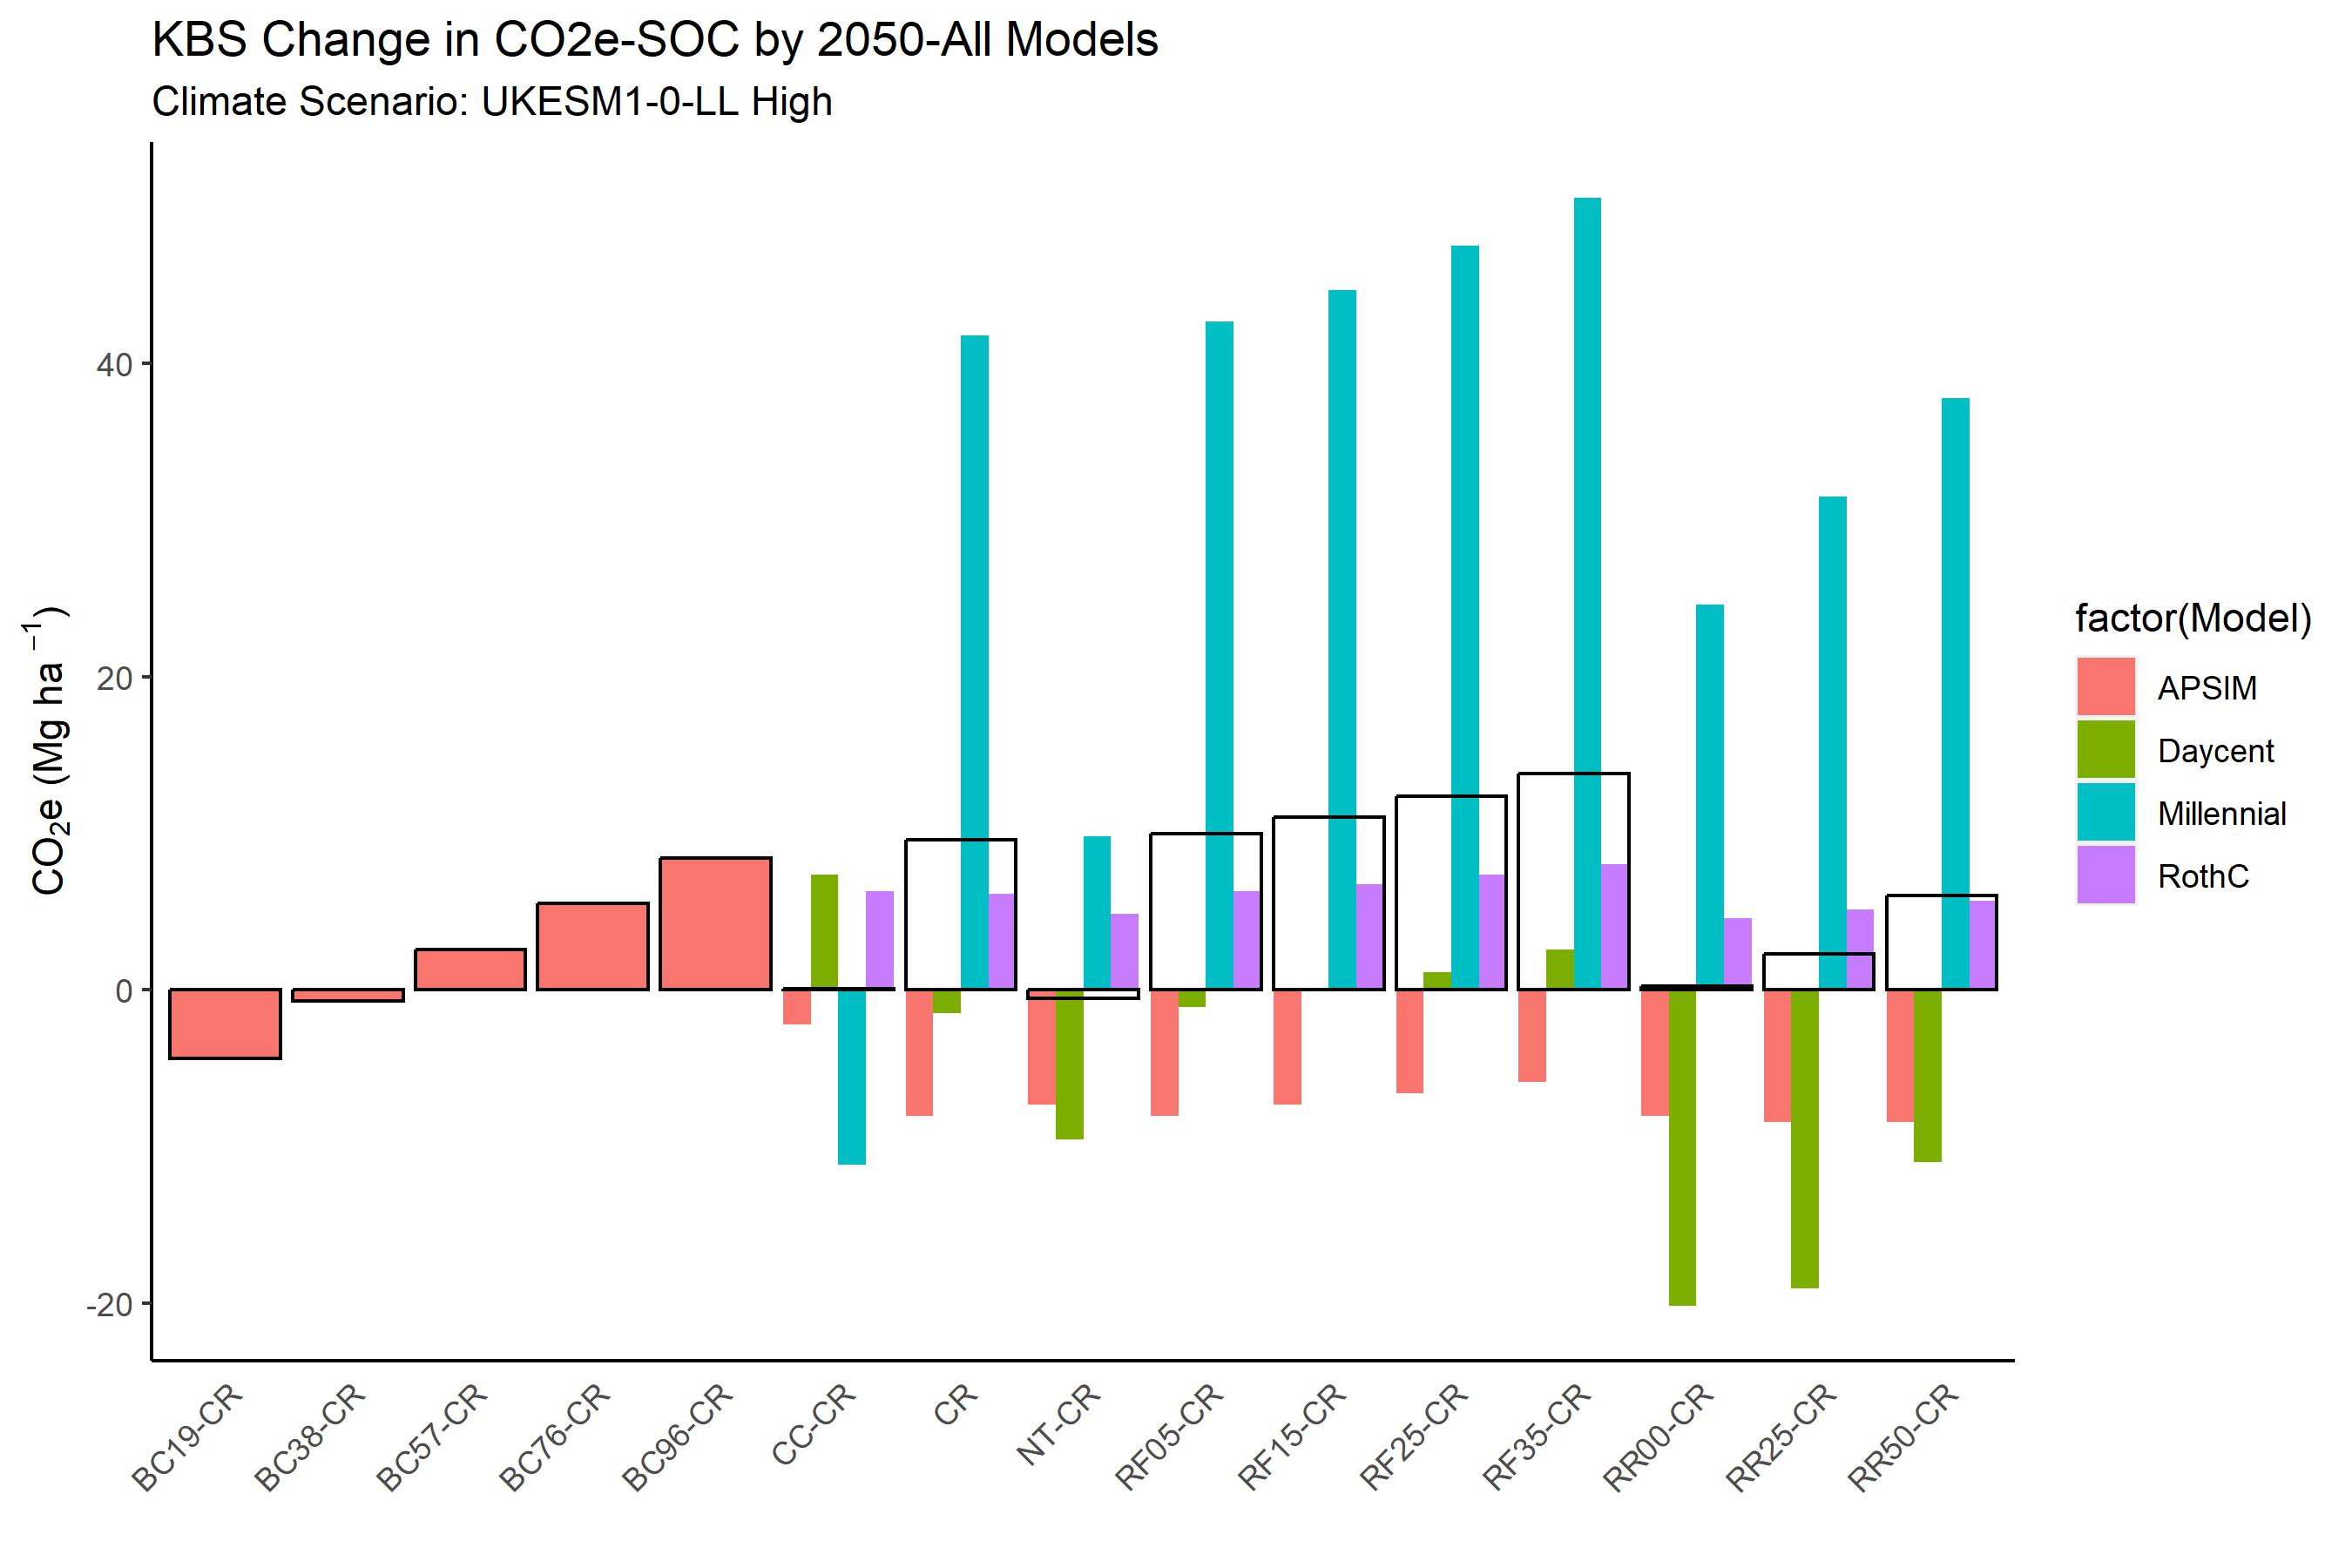 KBS Change in CO2e-SOC by 2050-All Models
Climate Scenario: UKESM1-0-LL High
CO₂e (Mg ha ⁻¹)
40
20
0
-20
BC19-CR
BC38-CR
BC57-CR
BC76-CR
BC96-CR
CC-CR
CR
NT-CR
RF05-CR
RF15-CR
RF25-CR
RF35-CR
RR00-CR
RR25-CR
RR50-CR
factor(Model)
APSIM
Daycent
Millennial
RothC